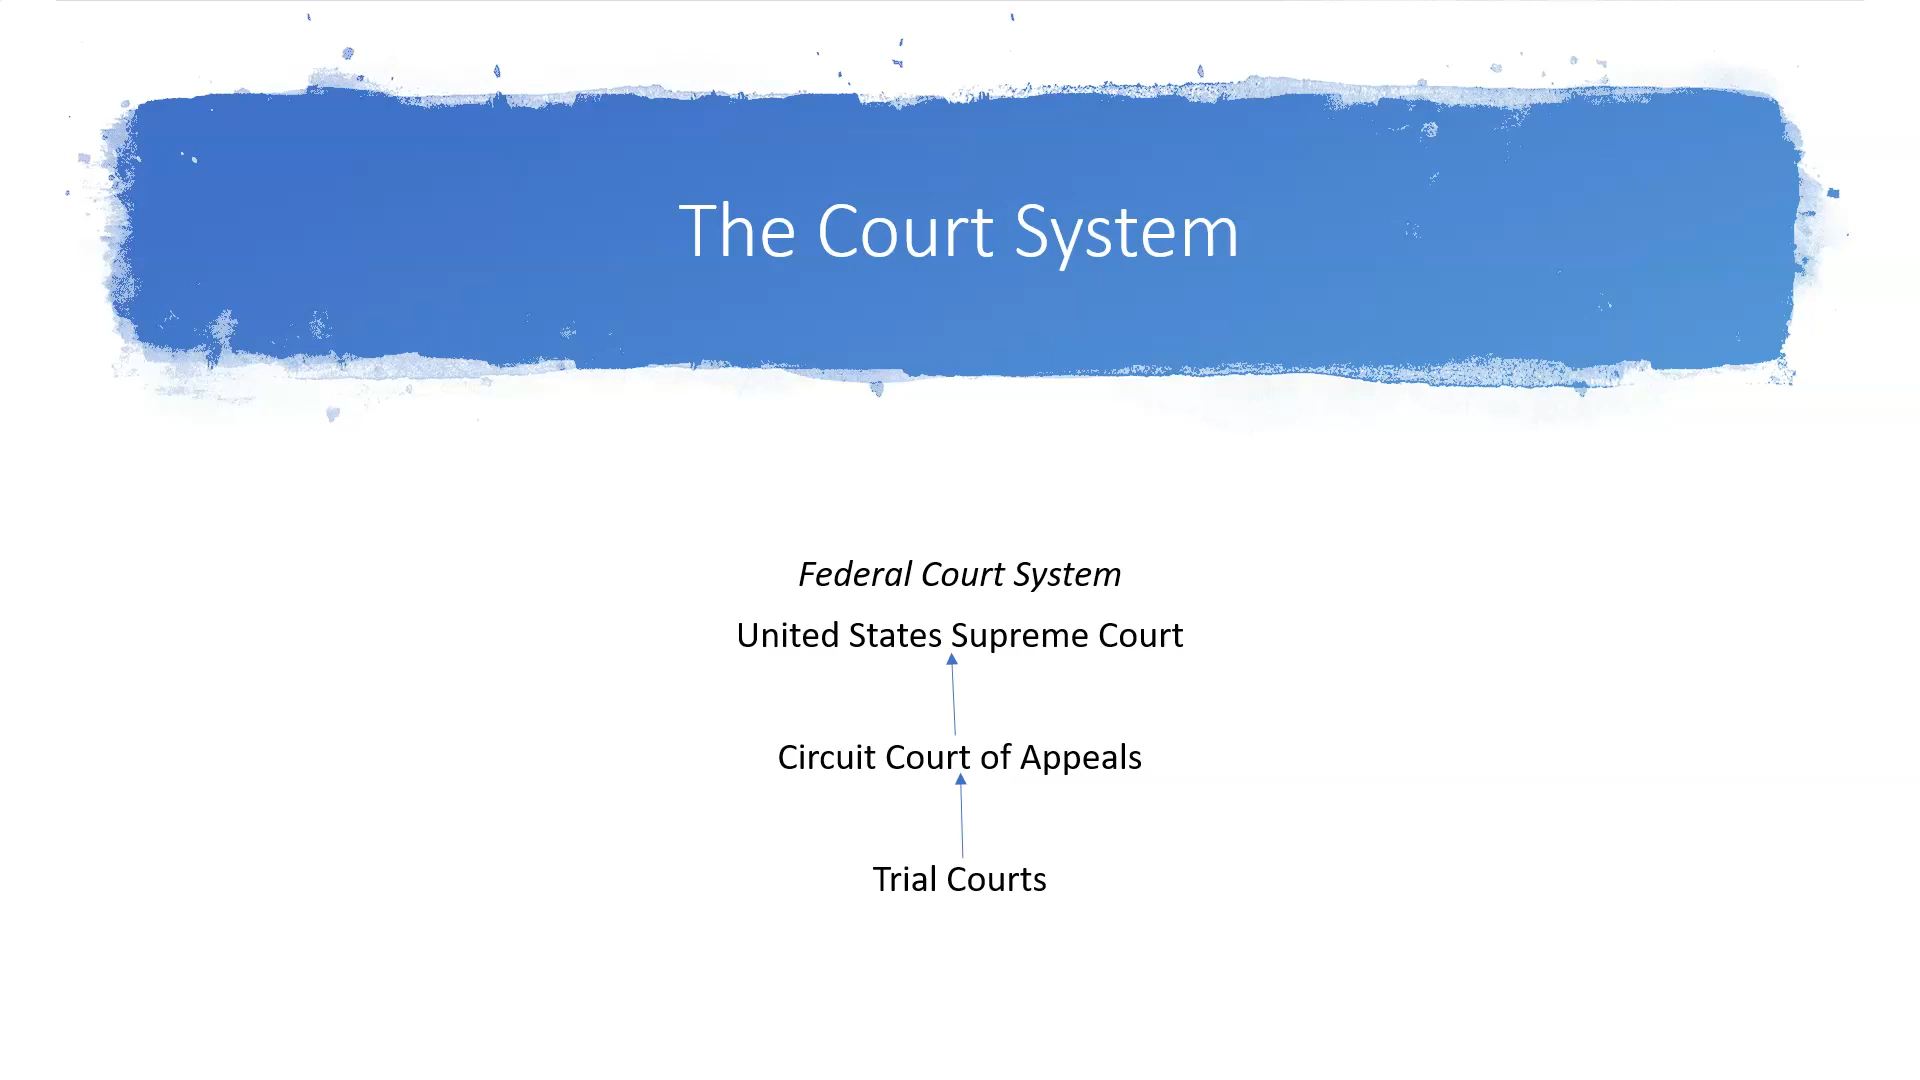 The Court System
Federal Court System
United States Supreme Court
Circuit Court of Appeals
Trial Courts